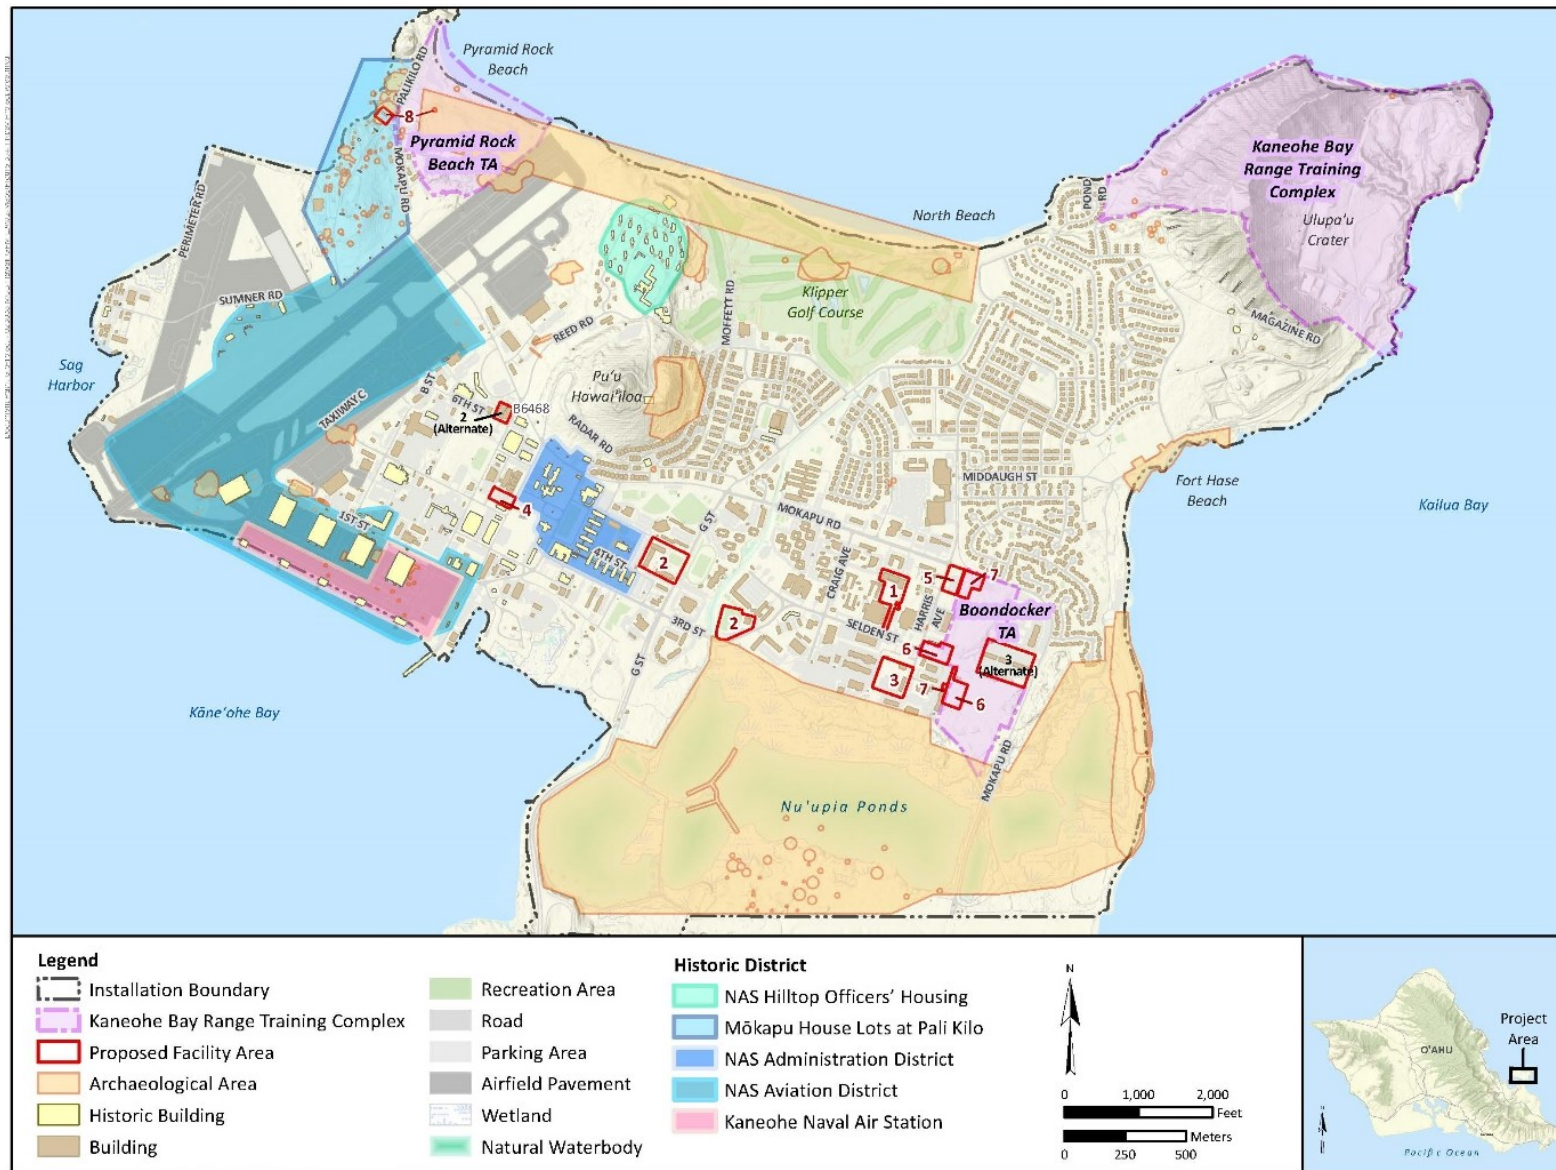 Pyramid Rock
Beach
PALIKILO RD
8
Pyramid Rock
Beach TA
MOKAPU RD
PERIMETER RD
Kaneohe Bay
Range Training
Complex
Ulupa'u
Crater
POND
RD
North Beach
SUMNER RD
Klipper
Golf Course
MOFFETT RD
MAGAZINE RD
REED RD
Sag
Harbor
Pu'u
Hawai'iloa
B ST
TAXIWAY C
6TH ST
B6468
2
(Alternate)
RADAR RD
MIDDAUGH ST
Fort Hase
Beach
Kailua Bay
4
1ST ST
G ST
MOKAPU RD
4TH ST
2
CRAIG AVE
5
7
1
HARRIS
AVE
Boondocker
TA
3RD ST
2
SELDEN ST
6
3
(Alternate)
G ST
3
7
6
Kāne'ohe Bay
MOKAPU RD
Nu'upia Ponds
Legend
Installation Boundary
Kaneohe Bay Range Training Complex
Proposed Facility Area
Archaeological Area
Historic Building
Building
Recreation Area
Road
Parking Area
Airfield Pavement
Wetland
Natural Waterbody
Historic District
NAS Hilltop Officers' Housing
Mōkapu House Lots at Pali Kilo
NAS Administration District
NAS Aviation District
Kaneohe Naval Air Station
N
0 1,000 2,000
Feet
Meters
0 250 500
Project
Area
O'AHU
Pacific Ocean